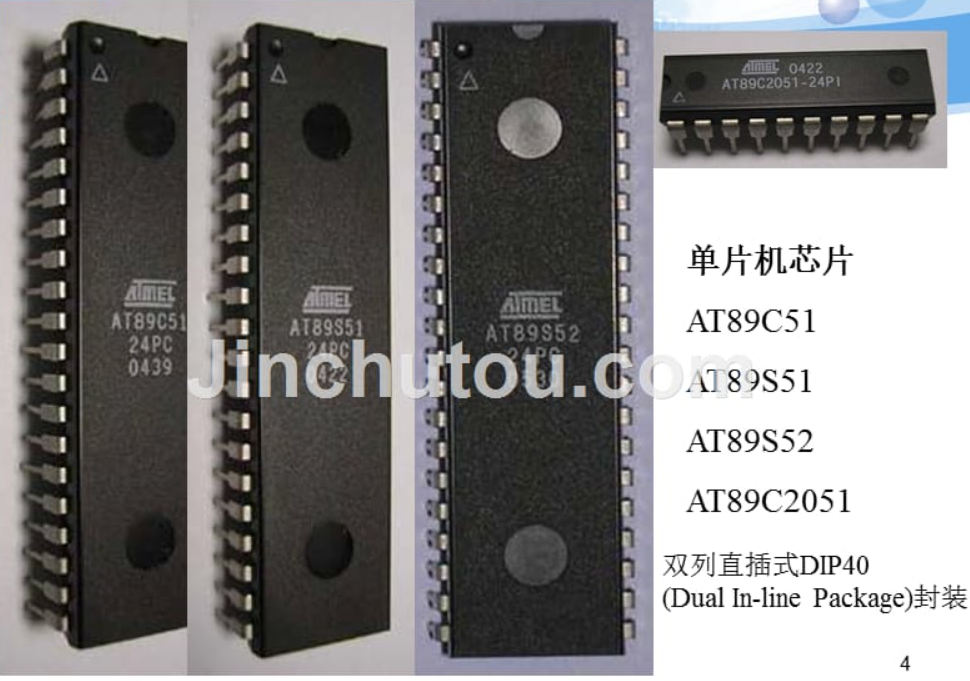 ATMEL
AT89C51
24PC
0439
ATMEL
AT89S51
24PC
ATMEL
AT89S52
24PC
ATMEL 0422
AT89C2051-24PI
Jinchutou.com
单片机芯片
AT89C51
AT89S51
AT89S52
AT89C2051
双列直插式DIP40
(Dual In-line Package)封装
4